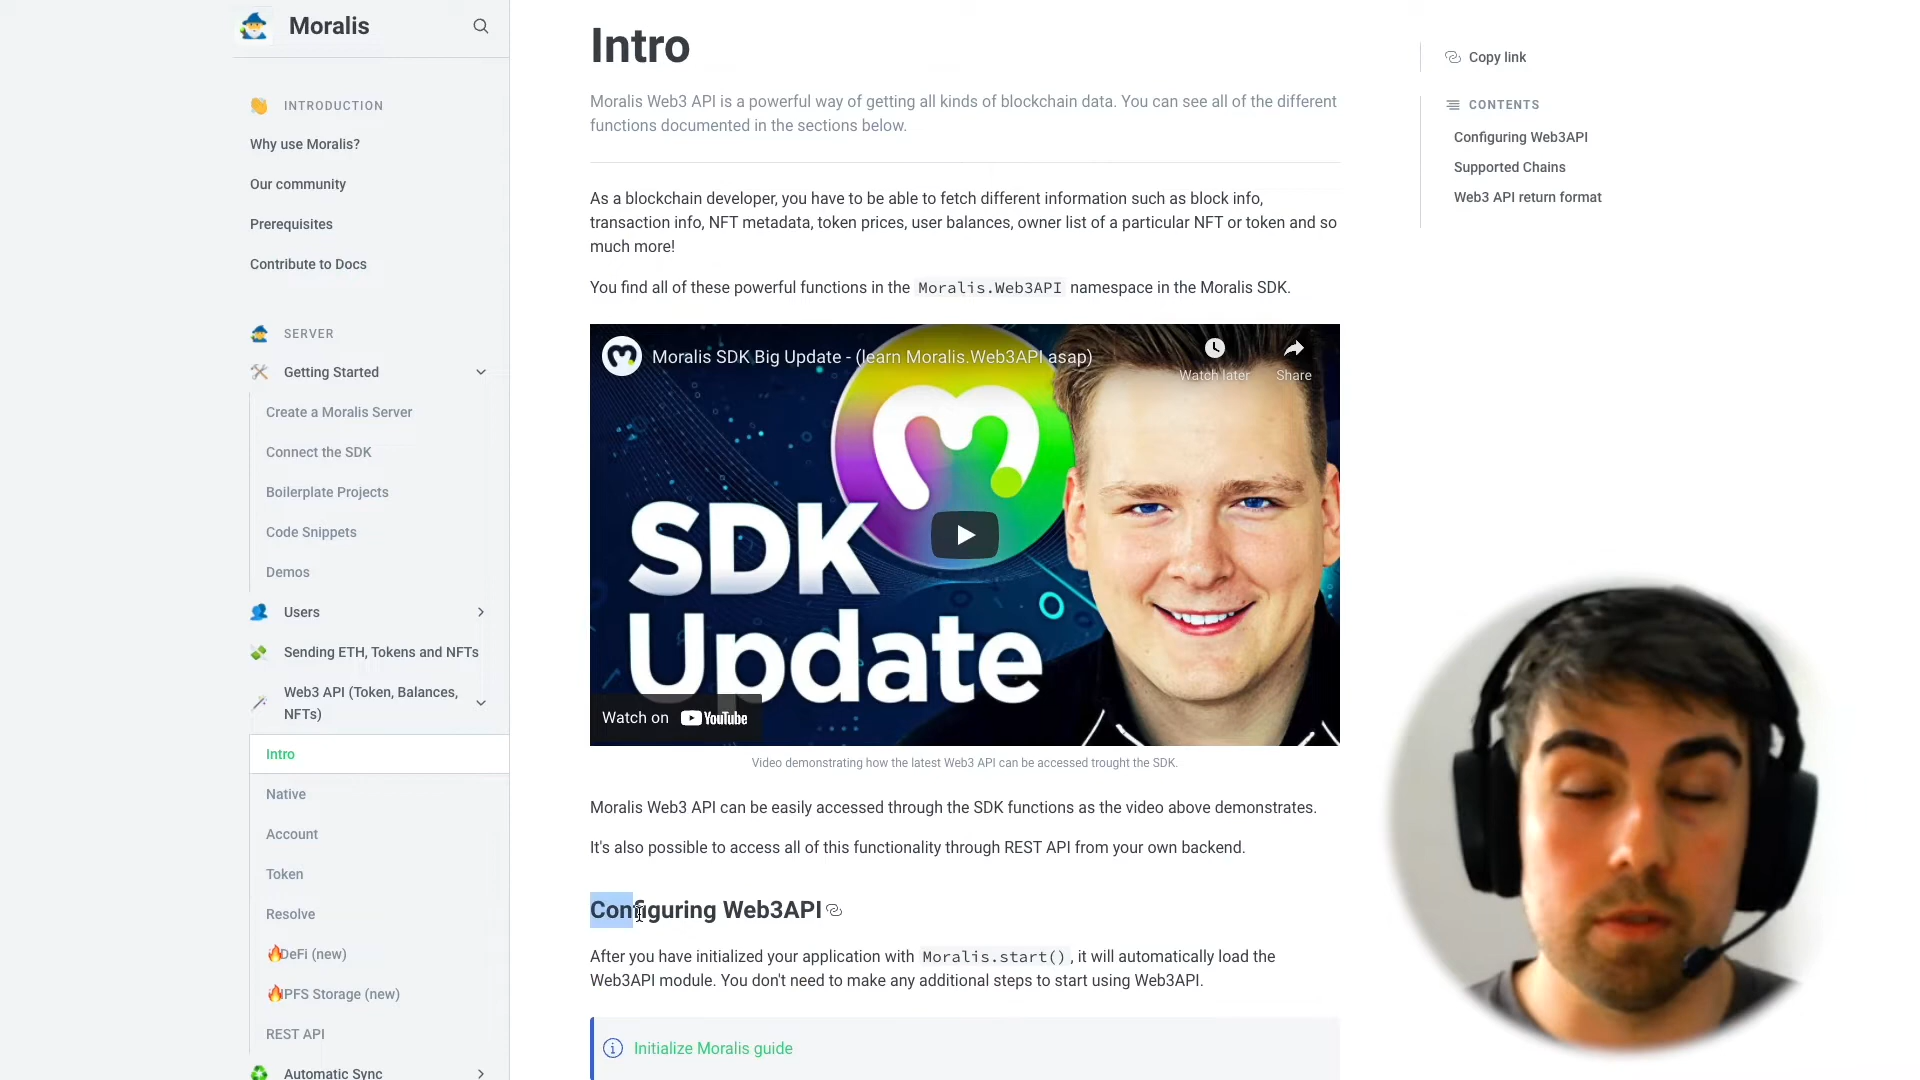 Moralis
INTRODUCTION
Why use Moralis?
Our community
Prerequisites
Contribute to Docs
SERVER
Getting Started
Create a Moralis Server
Connect the SDK
Boilerplate Projects
Code Snippets
Demos
Users
Sending ETH, Tokens and NFTs
Web3 API (Token, Balances,
NFTs)
Intro
Native
Account
Token
Resolve
DeFi (new)
IPFS Storage (new)
REST API
Automatic Sync
Intro
Moralis Web3 API is a powerful way of getting all kinds of blockchain data. You can see all of the different
functions documented in the sections below.
As a blockchain developer, you have to be able to fetch different information such as block info,
transaction info, NFT metadata, token prices, user balances, owner list of a particular NFT or token and so
much more!
You find all of these powerful functions in the Moralis.Web3API namespace in the Moralis SDK.
Moralis SDK Big Update - (learn Moralis.Web3API asap)
Watch later
Share
SDK
Update
Watch on YouTube
Video demonstrating how the latest Web3 API can be accessed trought the SDK.
Moralis Web3 API can be easily accessed through the SDK functions as the video above demonstrates.
It's also possible to access all of this functionality through REST API from your own backend.
Configuring Web3API
After you have initialized your application with Moralis.start(), it will automatically load the
Web3API module. You don't need to make any additional steps to start using Web3API.
Initialize Moralis guide
Copy link
CONTENTS
Configuring Web3API
Supported Chains
Web3 API return format